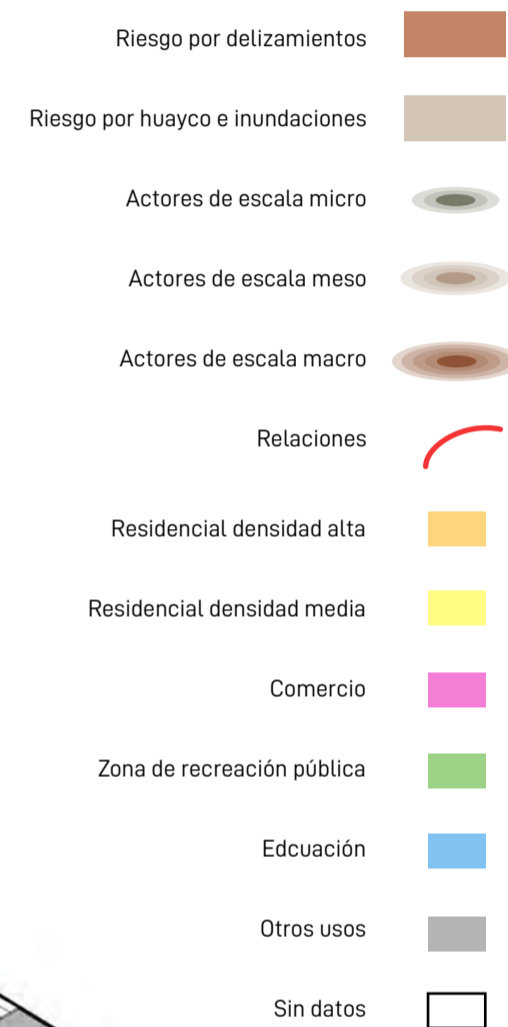 Riesgo por delizamientos
Riesgo por huayco e inundaciones
Actores de escala micro
Actores de escala meso
Actores de escala macro
Relaciones
Residencial densidad alta
Residencial densidad media
Comercio
Zona de recreación pública
Edcuación
Otros usos
Sin datos